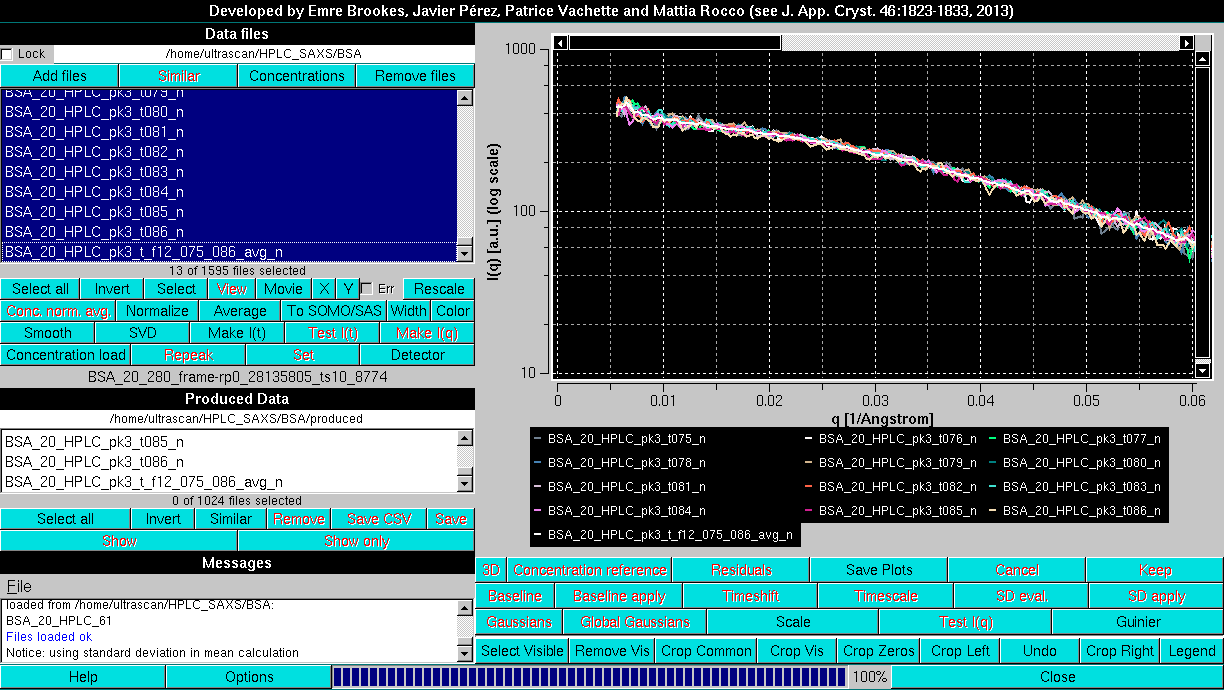 Developed by Emre Brookes, Javier Pérez, Patrice Vachette and Mattia Rocco (see J. App. Cryst. 46:1823-1833, 2013)
Data files
Lock /home/ultrascan/HPLC_SAXS/BSA
Add files Similar Concentrations Remove files
BSA_20_HPLC_pk3_t079_n
BSA_20_HPLC_pk3_t080_n
BSA_20_HPLC_pk3_t081_n
BSA_20_HPLC_pk3_t082_n
BSA_20_HPLC_pk3_t083_n
BSA_20_HPLC_pk3_t084_n
BSA_20_HPLC_pk3_t085_n
BSA_20_HPLC_pk3_t086_n
BSA_20_HPLC_pk3_t_f12_075_086_avg_n
13 of 1595 files selected
Select all Invert Select View Movie X Y Err Rescale
Conc. norm. avg. Normalize Average To SOMO/SAS Width Color
Smooth SVD Make I(t) Test I(t) Make I(q)
Concentration load Repeak Set Detector
BSA_20_280_frame-rp0_28135805_ts10_8774
Produced Data
/home/ultrascan/HPLC_SAXS/BSA/produced
BSA_20_HPLC_pk3_t085_n
BSA_20_HPLC_pk3_t086_n
BSA_20_HPLC_pk3_t_f12_075_086_avg_n
0 of 1024 files selected
Select all Invert Similar Remove Save CSV Save
Show Show only
Messages
File
loaded from /home/ultrascan/HPLC_SAXS/BSA:
BSA_20_HPLC_61
Files loaded ok
Notice: using standard deviation in mean calculation
Help Options
1000
100
10
I(q) [a.u.] (log scale)
0 0.01 0.02 0.03 0.04 0.05 0.06
q [1/Angstrom]
BSA_20_HPLC_pk3_t075_n BSA_20_HPLC_pk3_t076_n BSA_20_HPLC_pk3_t077_n
BSA_20_HPLC_pk3_t078_n BSA_20_HPLC_pk3_t079_n BSA_20_HPLC_pk3_t080_n
BSA_20_HPLC_pk3_t081_n BSA_20_HPLC_pk3_t082_n BSA_20_HPLC_pk3_t083_n
BSA_20_HPLC_pk3_t084_n BSA_20_HPLC_pk3_t085_n BSA_20_HPLC_pk3_t086_n
BSA_20_HPLC_pk3_t_f12_075_086_avg_n
3D Concentration reference Residuals Save Plots Cancel Keep
Baseline Baseline apply Timeshift Timescale SD eval. SD apply
Gaussians Global Gaussians Scale Test I(q) Guinier
Select Visible Remove Vis Crop Common Crop Vis Crop Zeros Crop Left Undo Crop Right Legend
100% Close